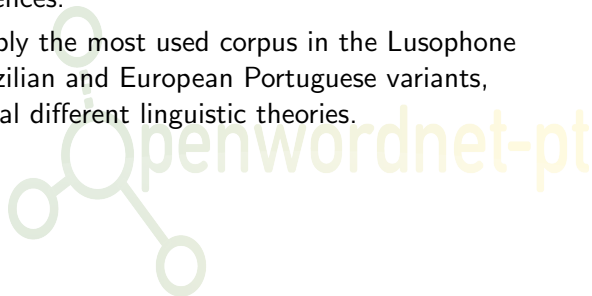 ences.
bly the most used corpus in the Lusophone
zilian and European Portuguese variants,
al different linguistic theories.
openwordnet-pt